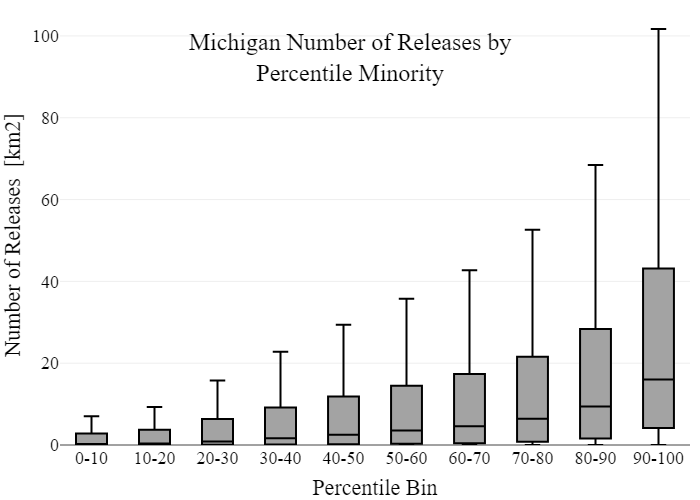 Michigan Number of Releases by
Percentile Minority
Number of Releases [km2]
100
80
60
40
20
0
0-10 10-20 20-30 30-40 40-50 50-60 60-70 70-80 80-90 90-100
Percentile Bin